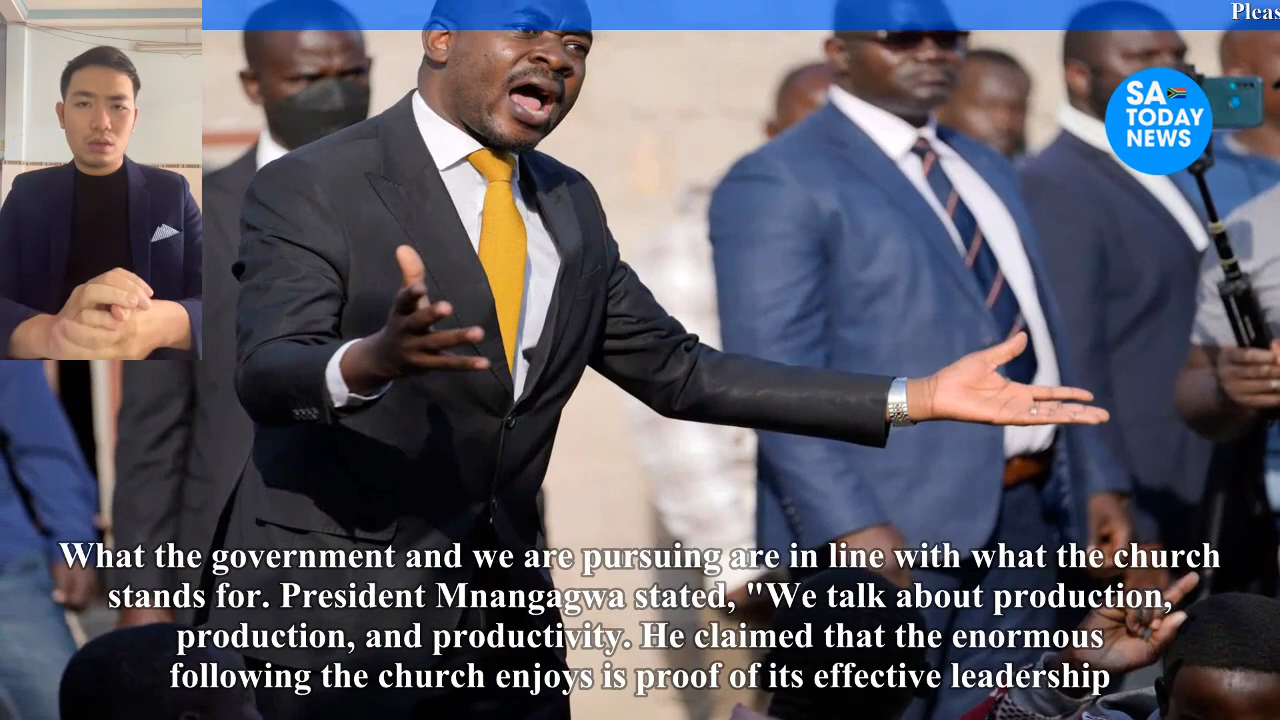 Pleas
SA
TODAY
NEWS
What the government and we are pursuing are in line with what the church
stands for. President Mnangagwa stated, "We talk about production,
production, and productivity. He claimed that the enormous
following the church enjoys is proof of its effective leadership